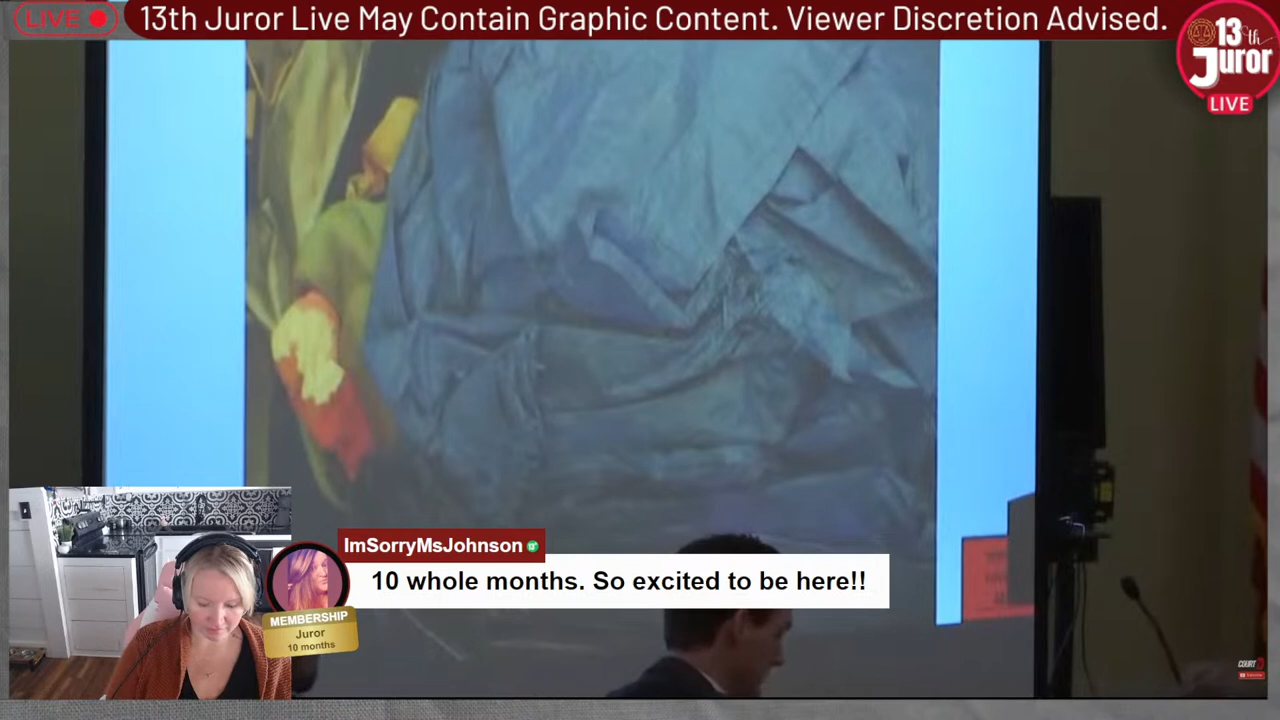 LIVE
13th Juror Live May Contain Graphic Content. Viewer Discretion Advised.
13th
Juror
LIVE
ImSorryMsJohnson
10 whole months. So excited to be here!!
MEMBERSHIP
Juror
10 months
COURT